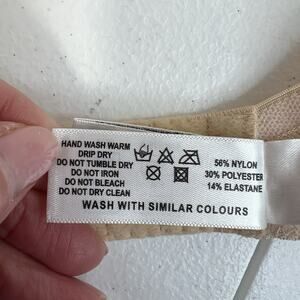 HAND WASH WARM
DRIP DRY
DO NOT TUMBLE DRY
DO NOT IRON
DO NOT BLEACH
DO NOT DRY CLEAN
56% NYLON
30% POLYESTER
14% ELASTANE
WASH WITH SIMILAR COLOURS